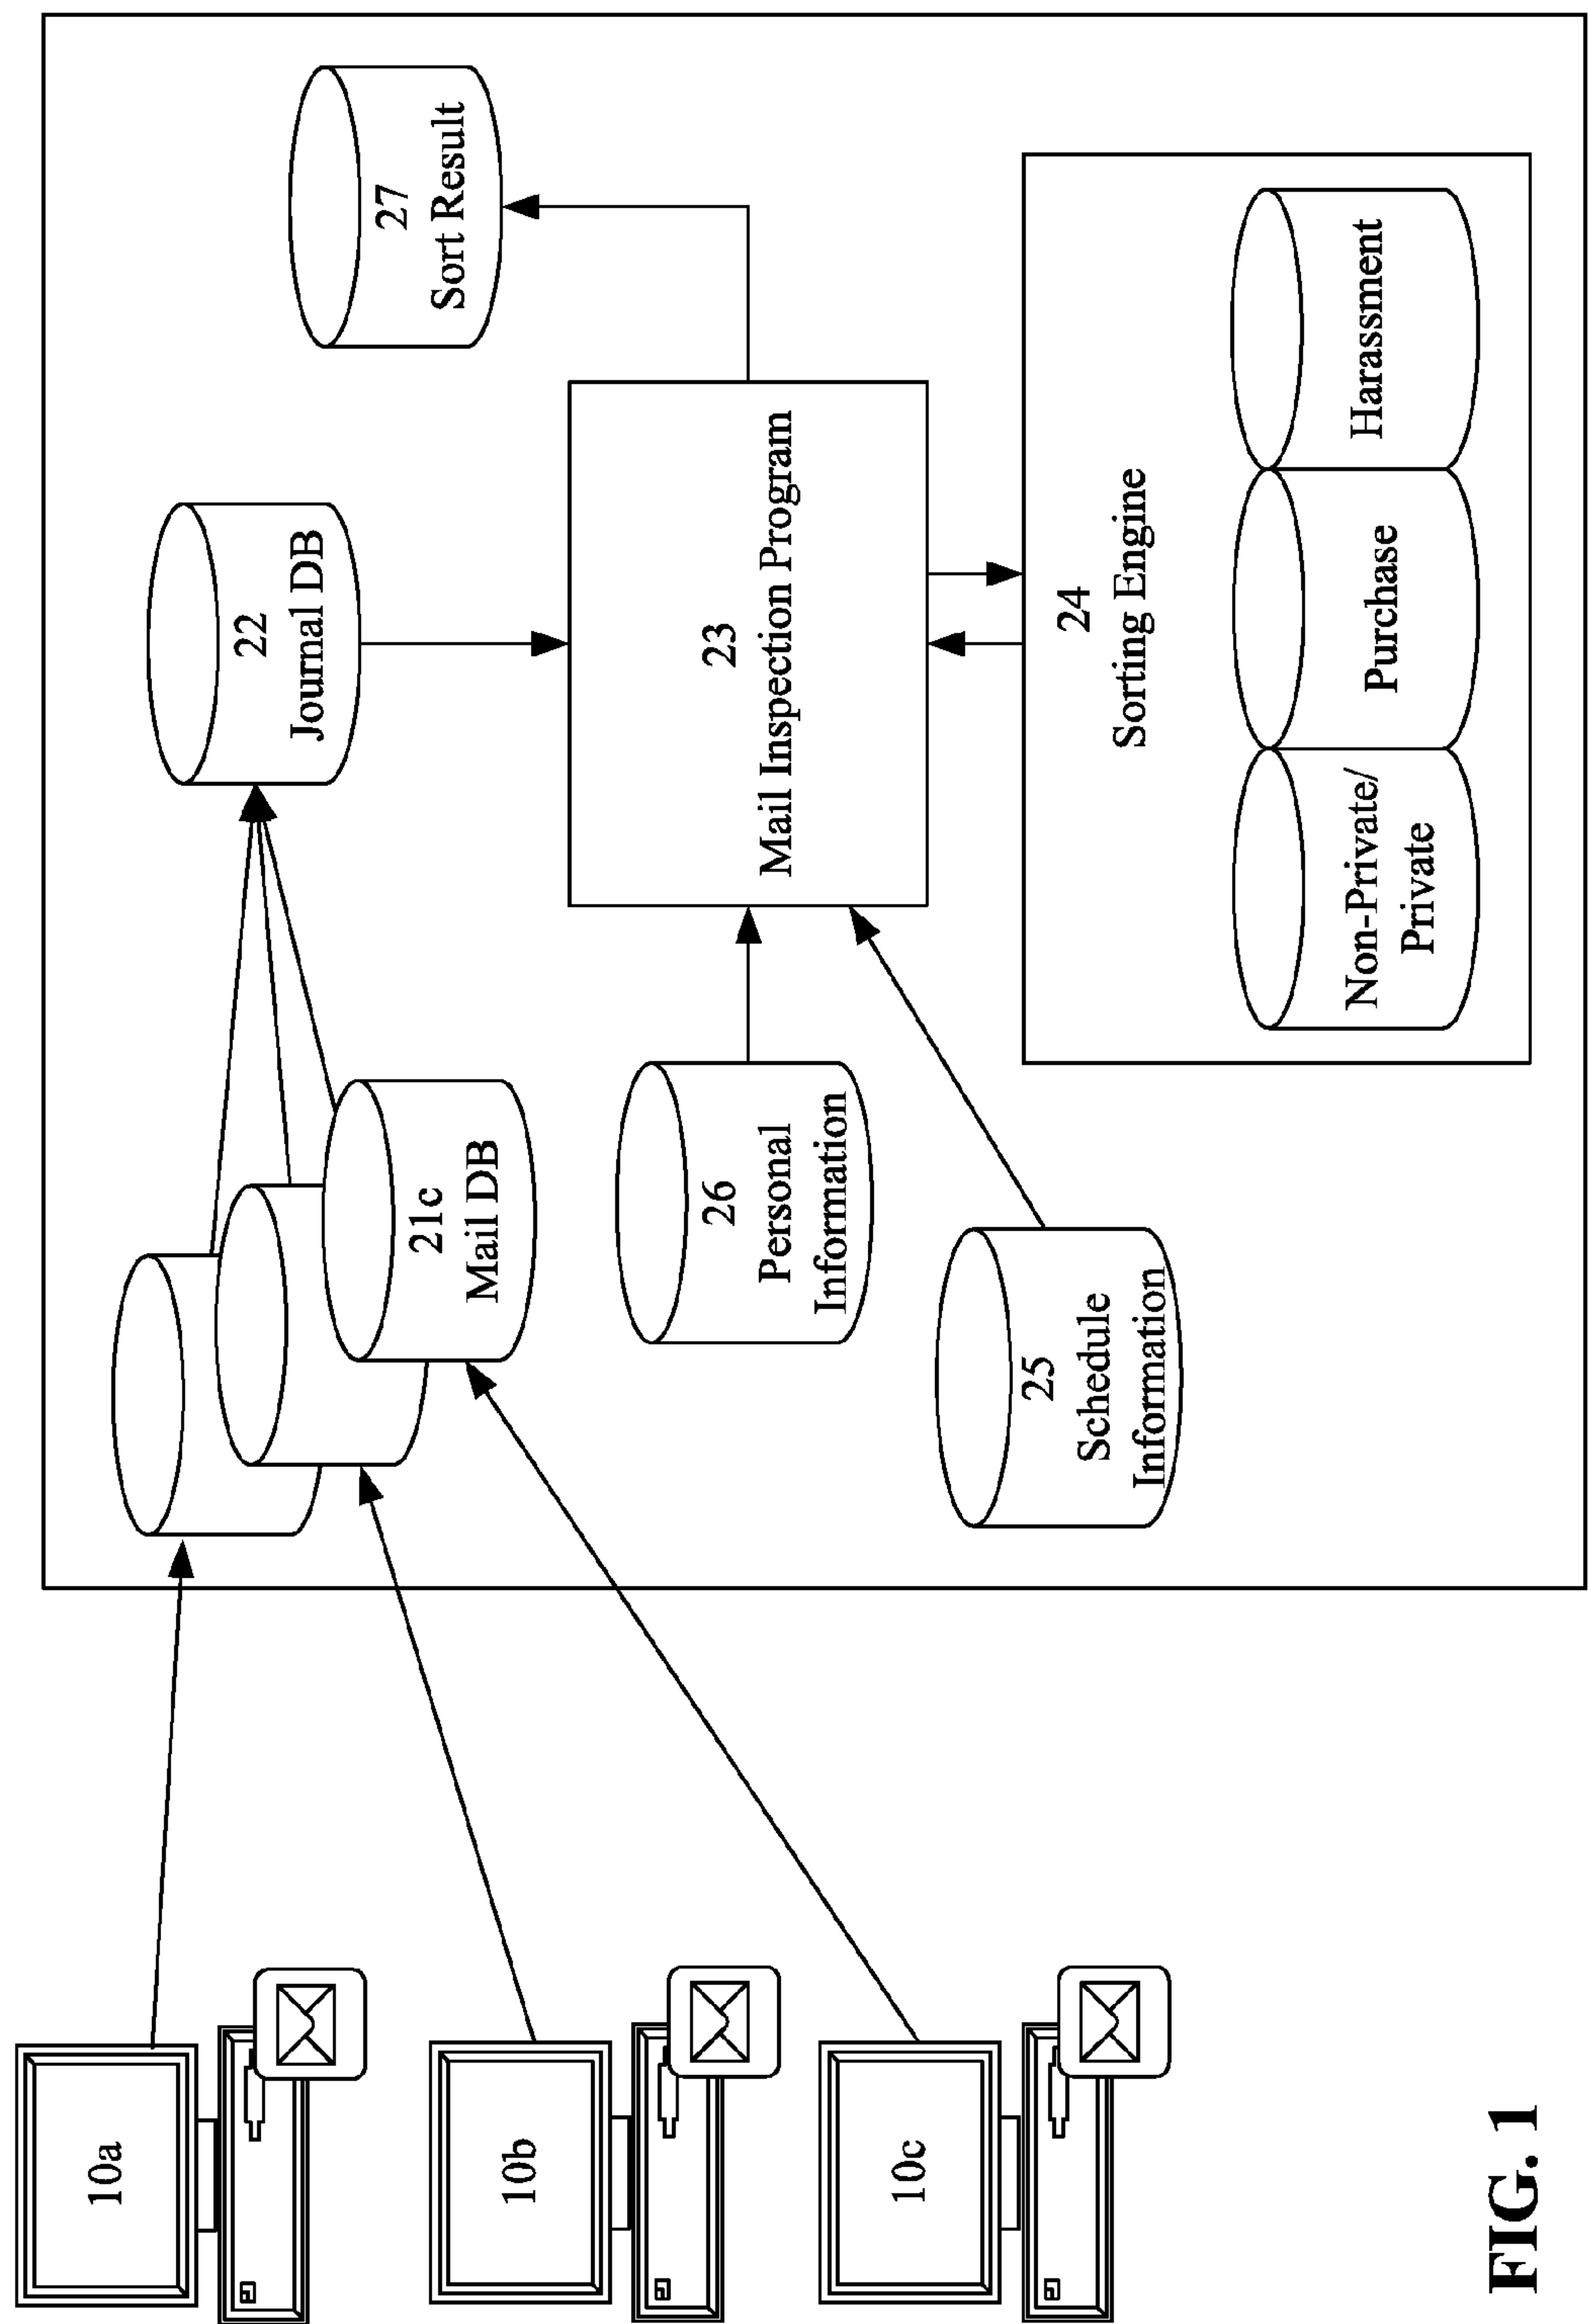 10a
10b
10c
21c
Mail DB
22
Journal DB
27
Sort Result
26
Personal
Information
23
Mail Inspection Program
25
Schedule
Information
24
Sorting Engine
Non-Private/
Private
Purchase
Harassment
FIG. 1